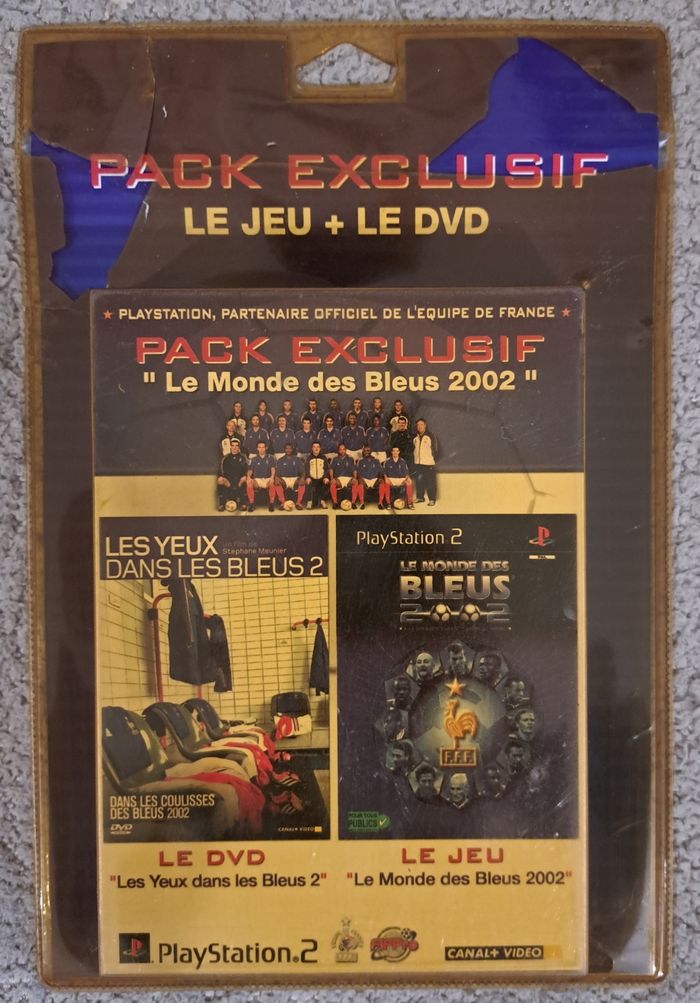 PACK EXCLUSIF
LE JEU + LE DVD
★ PLAYSTATION, PARTENAIRE OFFICIEL DE L'EQUIPE DE FRANCE ★
PACK EXCLUSIF
" Le Monde des Bleus 2002 "
LES YEUX
un film de
Stephane Meunier
DANS LES BLEUS 2
DANS LES COULISSES
DES BLEUS 2002
DVD
CANAL+ VIDEO
PlayStation 2
PAL
LE MONDE DES
BLEUS
2002
F.F.F.
POUR TOUS
PUBLICS
LE DVD
"Les Yeux dans les Bleus 2"
LE JEU
"Le Monde des Bleus 2002"
PlayStation.2
CANAL+ VIDEO